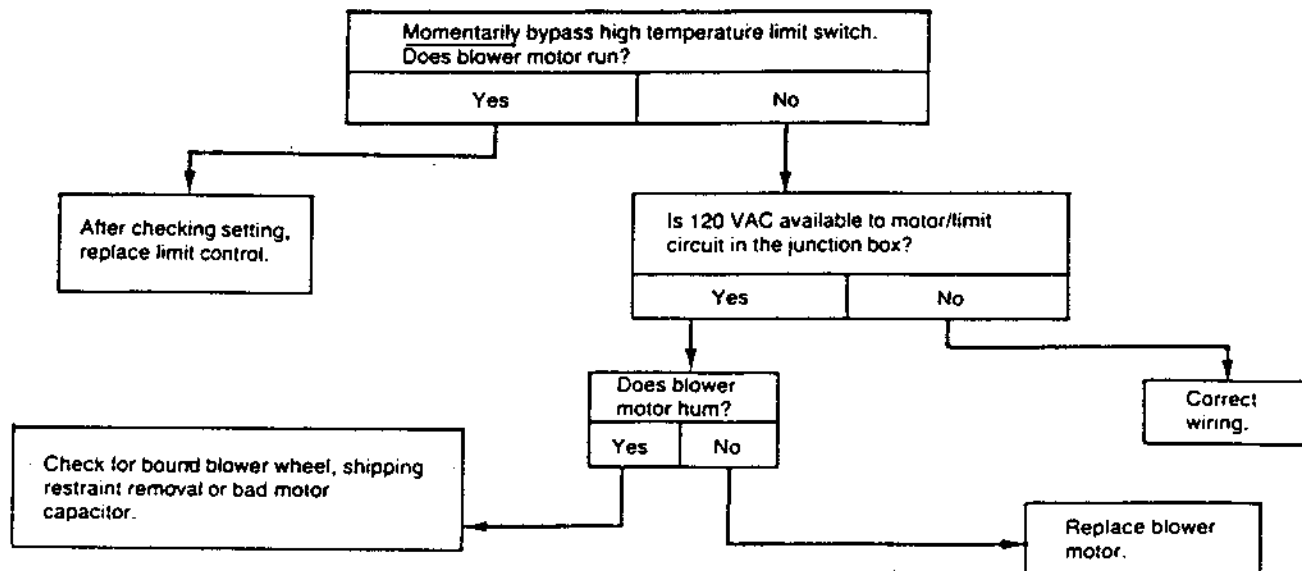 Momentarily bypass high temperature limit switch.
Does blower motor run?
Yes
No
After checking setting,
replace limit control.
Is 120 VAC available to motor/limit
circuit in the junction box?
Yes
No
Does blower
motor hum?
Yes
No
Correct
wiring.
Check for bound blower wheel, shipping
restraint removal or bad motor
capacitor.
Replace blower
motor.